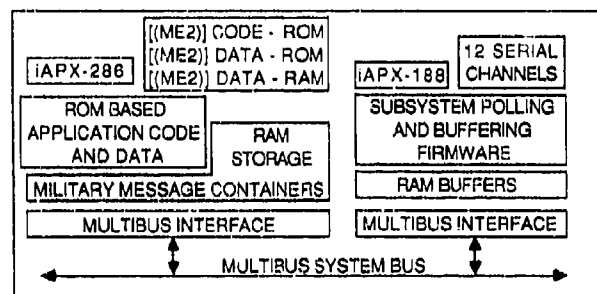 [(ME2)] CODE - ROM
[(ME2)] DATA - ROM
[(ME2)] DATA - RAM
iAPX-286
ROM BASED
APPLICATION CODE
AND DATA
RAM
STORAGE
MILITARY MESSAGE CONTAINERS
MULTIBUS INTERFACE
12 SERIAL
CHANNELS
iAPX-188
SUBSYSTEM POLLING
AND BUFFERING
FIRMWARE
RAM BUFFERS
MULTIBUS INTERFACE
MULTIBUS SYSTEM BUS